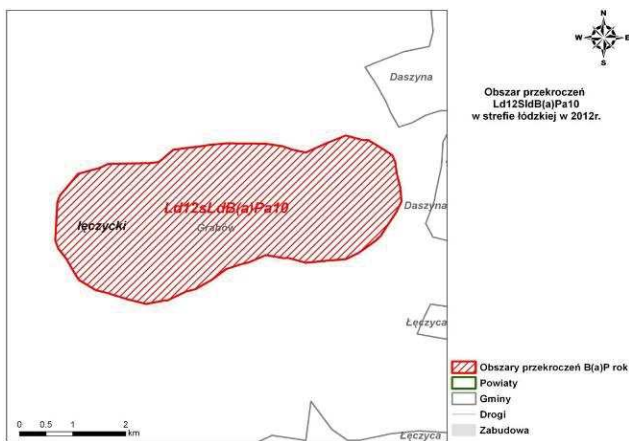 N
W E
S
Obszar przekroczeń
Ld12SldB(a)Pa10
w strefie łódzkiej w 2012r.
Daszyna
Ld12sLdB(a)Pa10
Daszyna
łęczycki
Grabów
Łęczyca
Łęczyca
0 0.5 1 2
km
Obszary przekroczeń B(a)P rok
Powiaty
Gminy
Drogi
Zabudowa